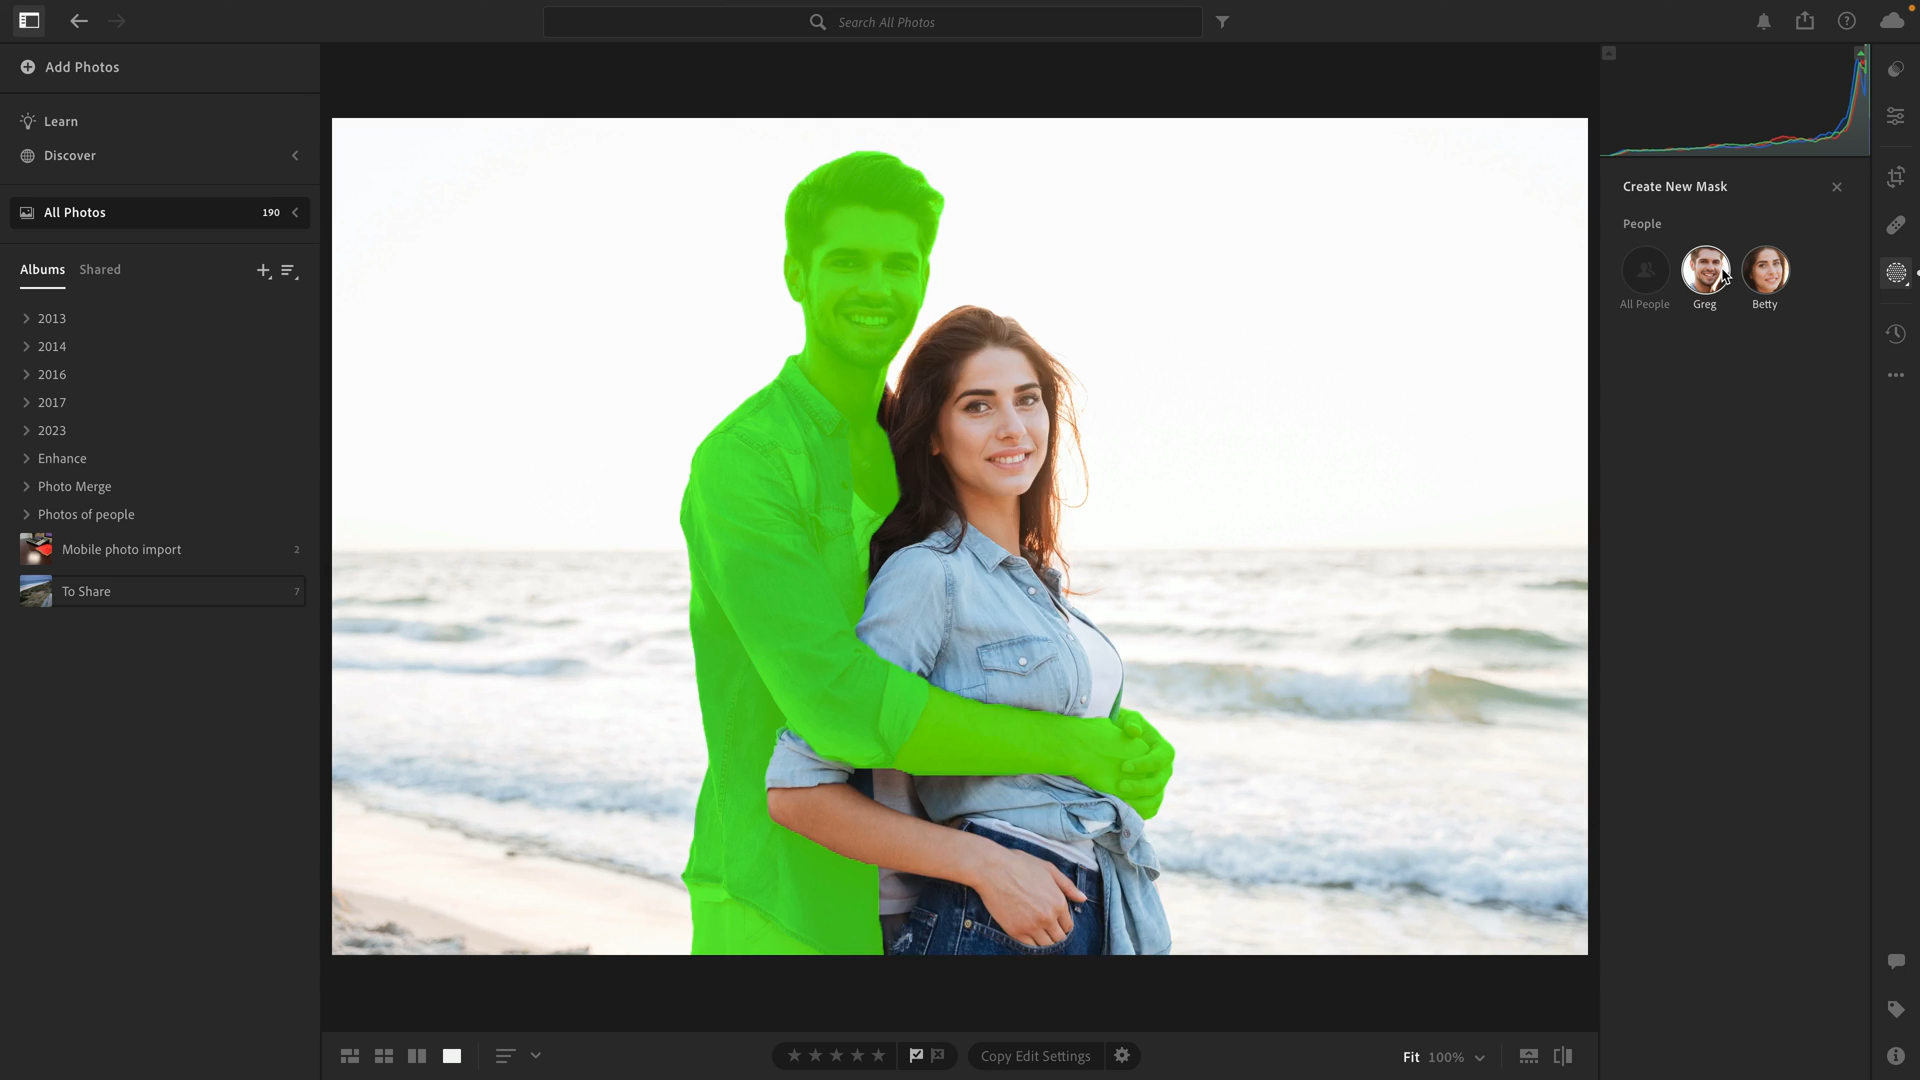 Search All Photos
Add Photos
Learn
Discover
All Photos 190
Albums Shared
2013
2014
2016
2017
2023
Enhance
Photo Merge
Photos of people
Mobile photo import 2
To Share 7
Create New Mask
People
All People Greg Betty
Copy Edit Settings
Fit 100%